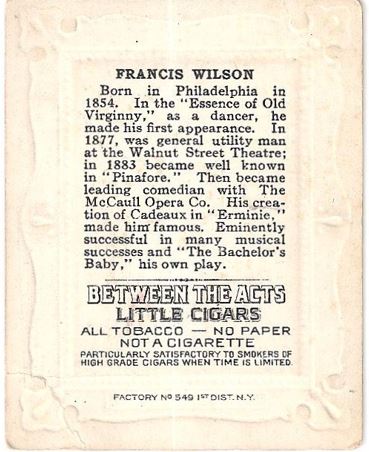 FRANCIS WILSON
Born in Philadelphia in
1854. In the "Essence of Old
Virginny," as a dancer, he
made his first appearance. In
1877, was general utility man
at the Walnut Street Theatre;
in 1883 became well known
in "Pinafore." Then became
leading comedian with The
McCaull Opera Co. His crea-
tion of Cadeaux in "Erminie,"
made him famous. Eminently
successful in many musical
successes and "The Bachelor's
Baby," his own play.
BETWEEN THE ACTS
LITTLE CIGARS
ALL TOBACCO — NO PAPER
NOT A CIGARETTE
PARTICULARLY SATISFACTORY TO SMOKERS OF
HIGH GRADE CIGARS WHEN TIME IS LIMITED.
FACTORY No 549 1ST DIST. N.Y.